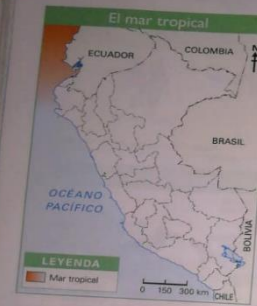 El mar tropical
ECUADOR
COLOMBIA
N
BRASIL
OCÉANO
PACÍFICO
BOLIVIA
LEYENDA
Mar tropical
0 150 300 km
CHILE